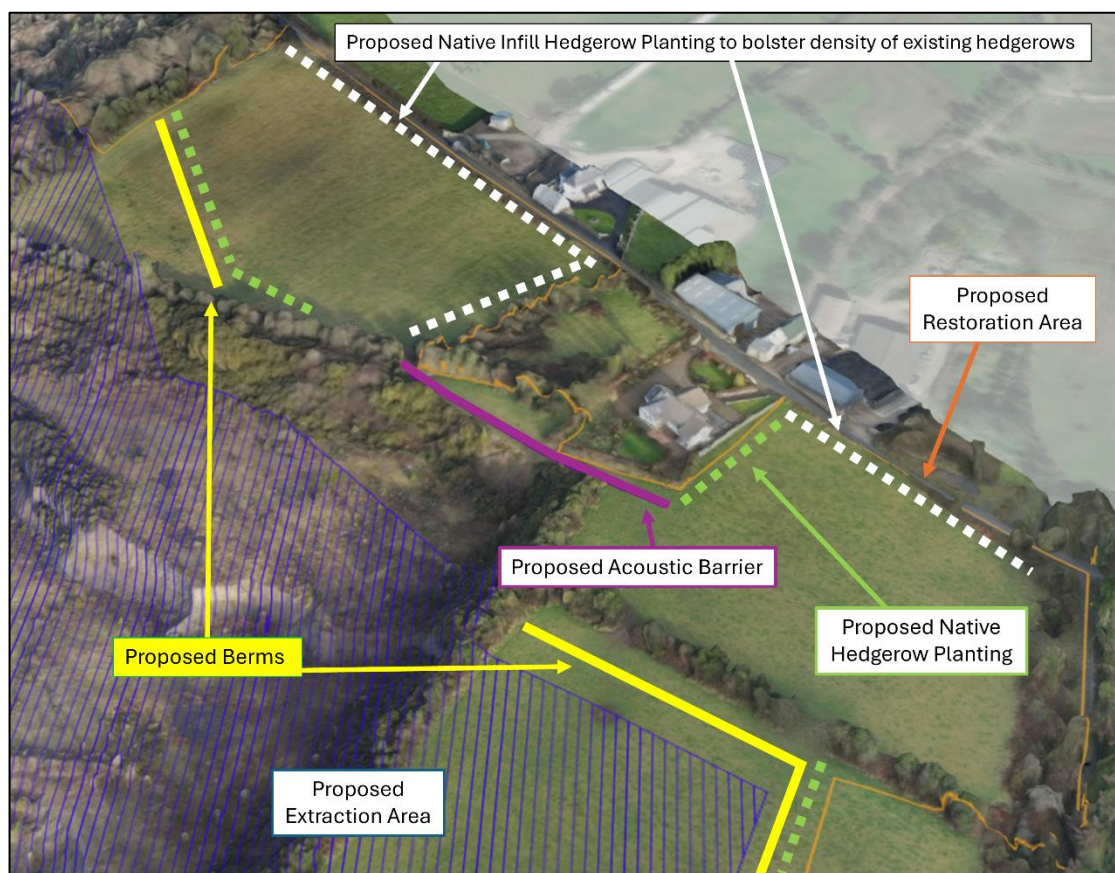 Proposed Native Infill Hedgerow Planting to bolster density of existing hedgerows
Proposed
Restoration Area
Proposed Acoustic Barrier
Proposed Native
Hedgerow Planting
Proposed Berms
Proposed
Extraction Area